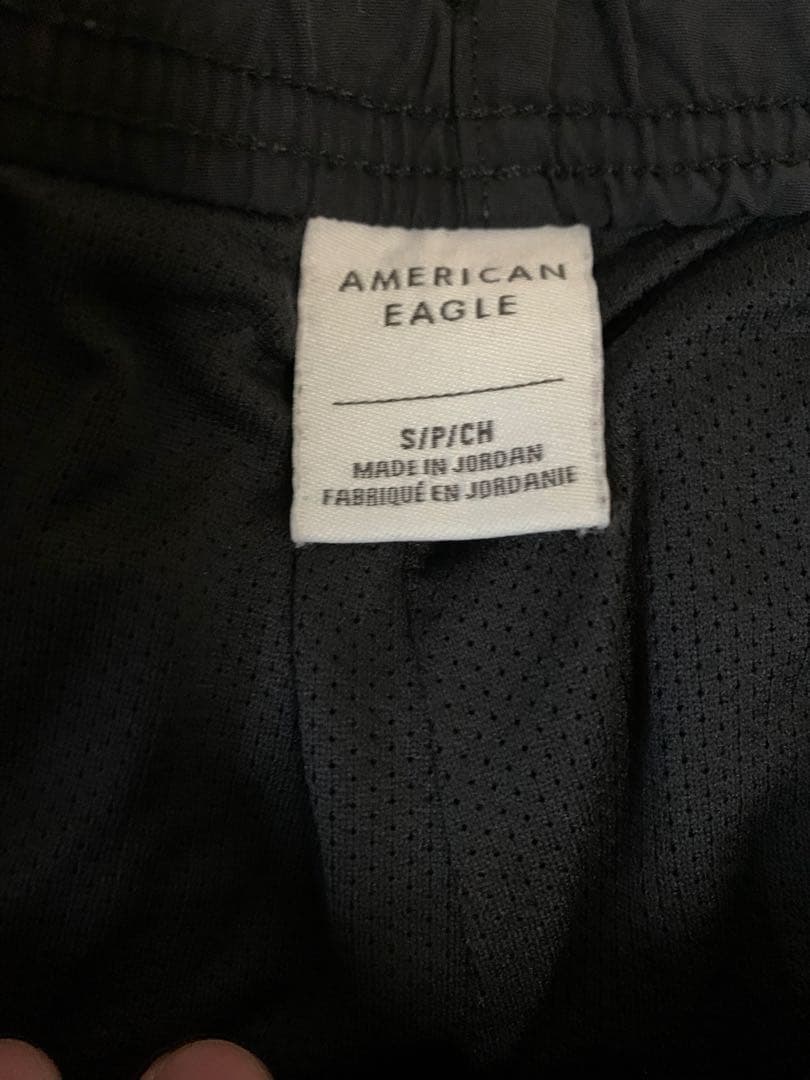 AMERICAN
EAGLE
S/P/CH
MADE IN JORDAN
FABRIQUÉ EN JORDANIE